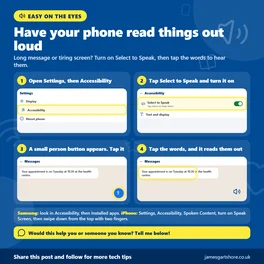 EASY ON THE EYES
Have your phone read things out
loud
Long message or tiring screen? Turn on Select to Speak, then tap the words to hear
them.
1 Open Settings, then Accessibility
Settings
Display
Accessibility
About phone
2 Tap Select to Speak and turn it on
Accessibility
Select to Speak
Text and display
3 A small button appears. Tap it
Messages
Your appointment is on Tuesday at 10:30 at the health
centre.
4 Tap the words, and it reads them out
Messages
Your appointment is on Tuesday at 10:30 at the health
centre.
Samsung: look in Accessibility, then Installed apps. iPhone: Settings, Accessibility, Spoken Content, turn on Speak
Screen, then swipe down from the top with two fingers.
Would this help you or someone you know? Tell me below!
Share this post and follow for more tech tips
jamesgartshore.co.uk